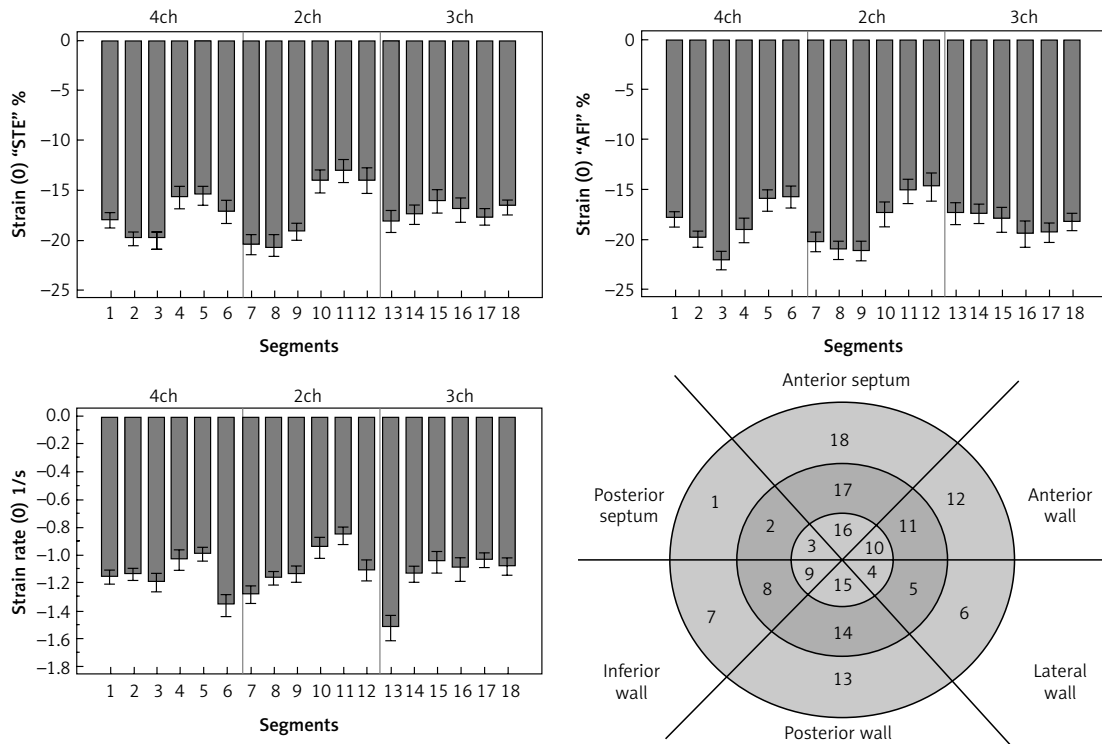 4ch 2ch 3ch
0
−5
−10
−15
−20
−25
Strain (0) “STE” %
1 2 3 4 5 6 7 8 9 10 11 12 13 14 15 16 17 18
Segments
4ch 2ch 3ch
0
−5
−10
−15
−20
−25
Strain (0) “AFI” %
1 2 3 4 5 6 7 8 9 10 11 12 13 14 15 16 17 18
Segments
4ch 2ch 3ch
0.0
−0.2
−0.4
−0.6
−0.8
−1.0
−1.2
−1.4
−1.6
−1.8
Strain rate (0) 1/s
1 2 3 4 5 6 7 8 9 10 11 12 13 14 15 16 17 18
Segments
Anterior septum
18
Posterior
septum
1
17
12
Anterior
wall
2
16
11
3
10
9
4
8
15
5
7
14
6
Inferior
wall
13
Lateral
wall
Posterior wall